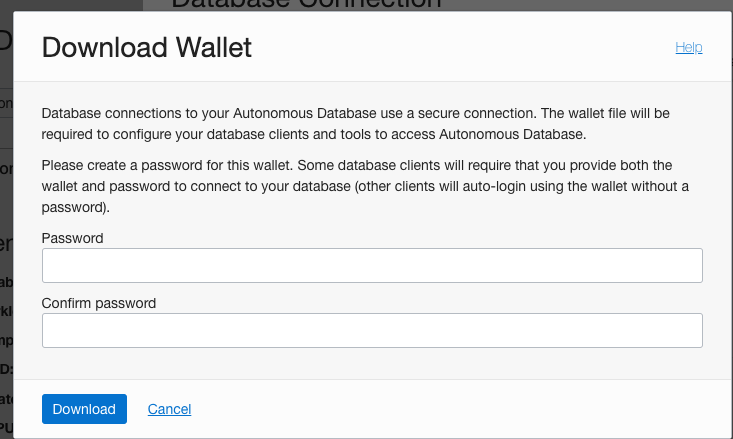 Database Connection
Download Wallet
Help
Database connections to your Autonomous Database use a secure connection. The wallet file will be
required to configure your database clients and tools to access Autonomous Database.
Please create a password for this wallet. Some database clients will require that you provide both the
wallet and password to connect to your database (other clients will auto-login using the wallet without a
password).
Password
Confirm password
Download
Cancel